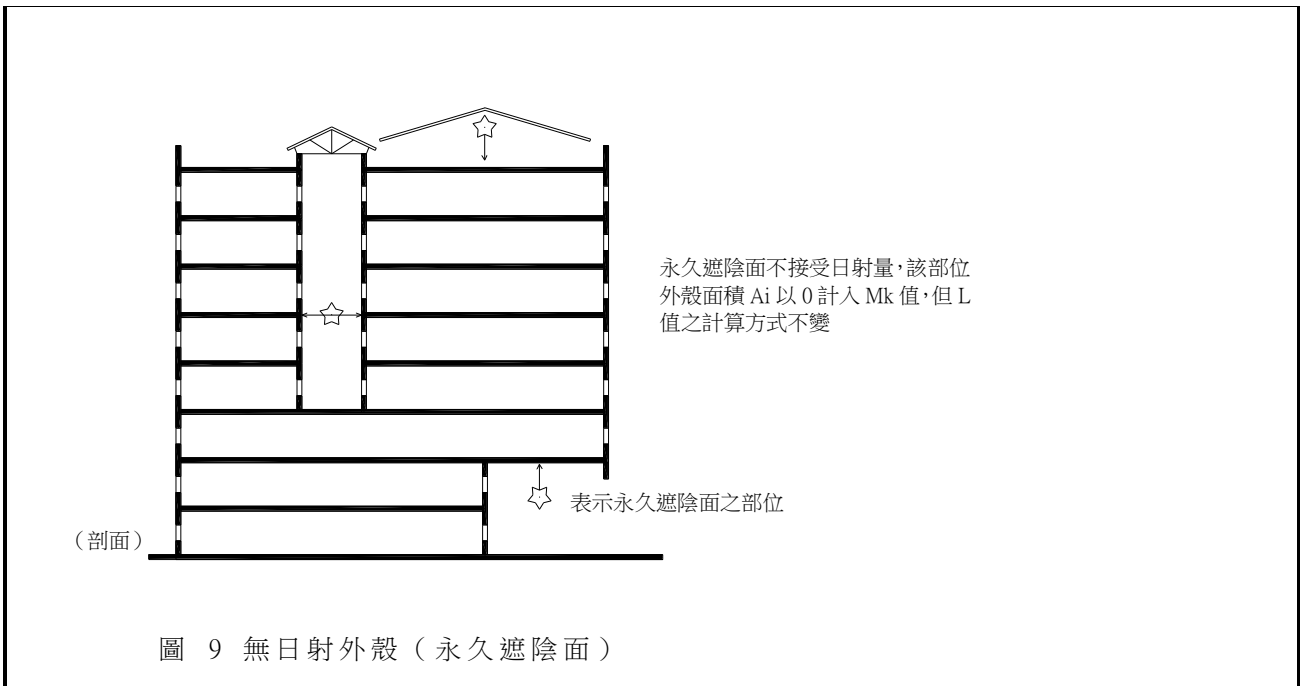 永久遮陰面不接受日射量，該部位
外殼面積 Ai 以 0 計入 Mk 值，但 L
值之計算方式不變
表示永久遮陰面之部位
（剖面）
圖 9 無日射外殼（永久遮陰面）